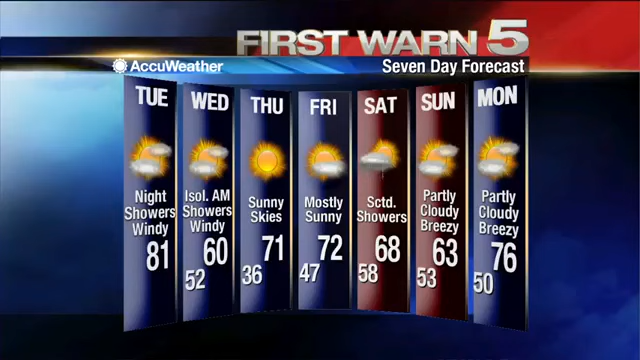 FIRST WARN 5
AccuWeather
Seven Day Forecast
TUE
Night
Showers
Windy
81
WED
Isol. AM
Showers
Windy
60
52
THU
Sunny
Skies
71
36
FRI
Mostly
Sunny
72
47
SAT
Sctd.
Showers
68
58
SUN
Partly
Cloudy
Breezy
63
53
MON
Partly
Cloudy
Breezy
76
50